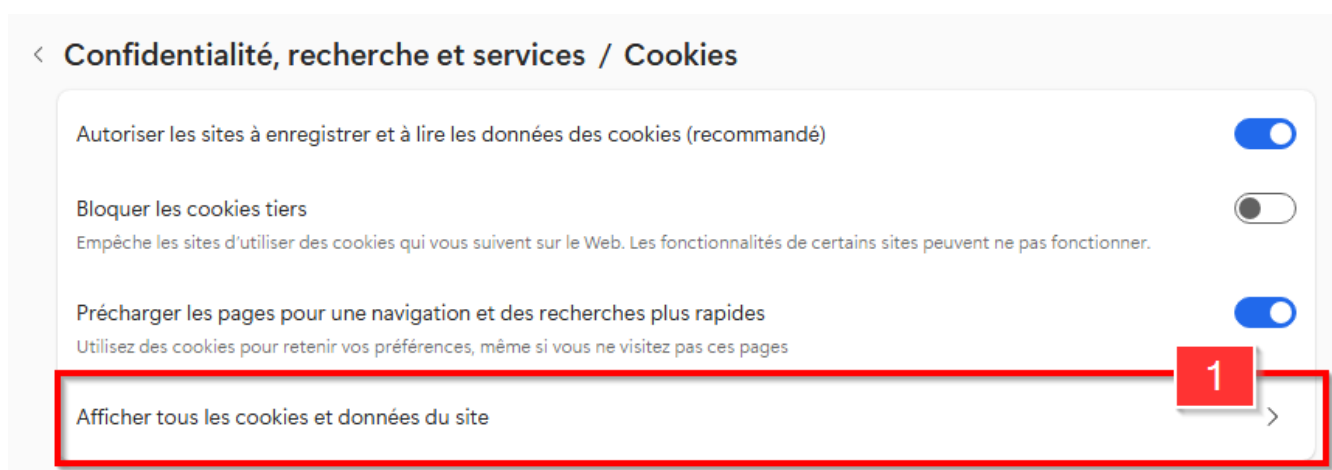 Confidentialité, recherche et services / Cookies
Autoriser les sites à enregistrer et à lire les données des cookies (recommandé)
Bloquer les cookies tiers
Empêche les sites d'utiliser des cookies qui vous suivent sur le Web. Les fonctionnalités de certains sites peuvent ne pas fonctionner.
Précharger les pages pour une navigation et des recherches plus rapides
Utilisez des cookies pour retenir vos préférences, même si vous ne visitez pas ces pages
1
Afficher tous les cookies et données du site